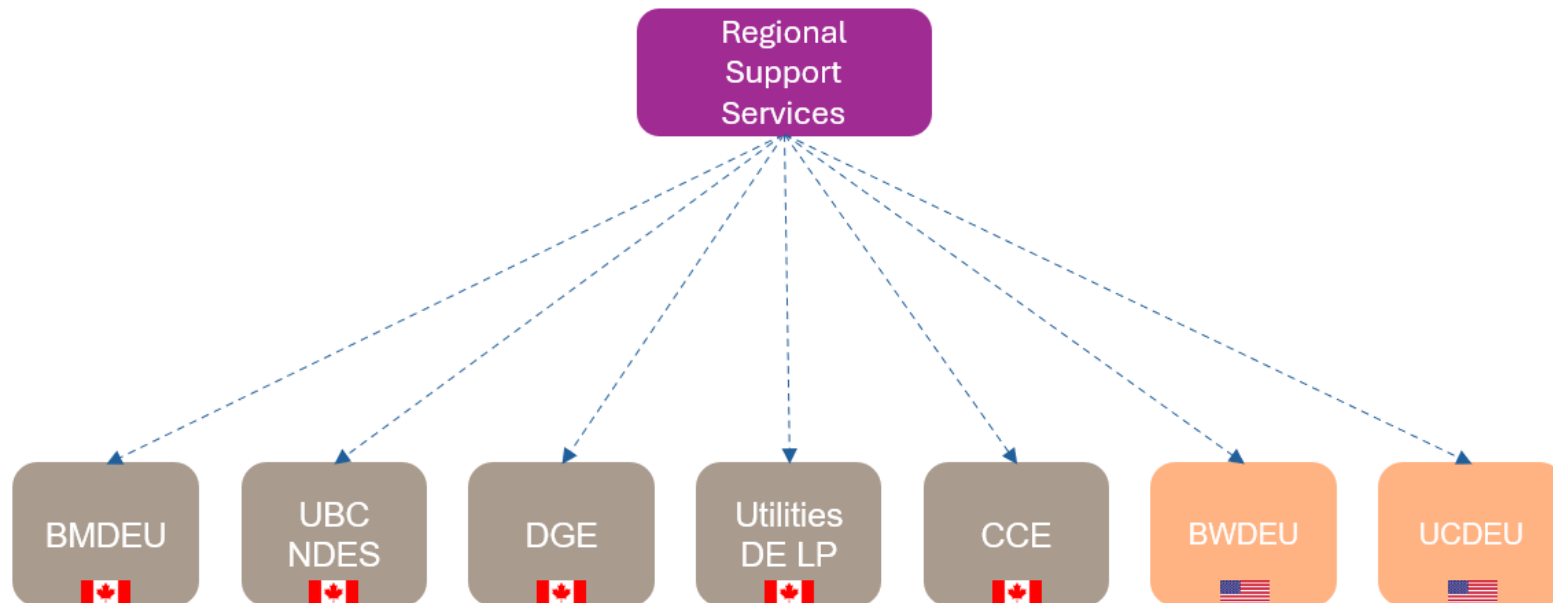 Regional
Support
Services
BMDEU
UBC
NDES
DGE
Utilities
DE LP
CCE
BWDEU
UCDEU